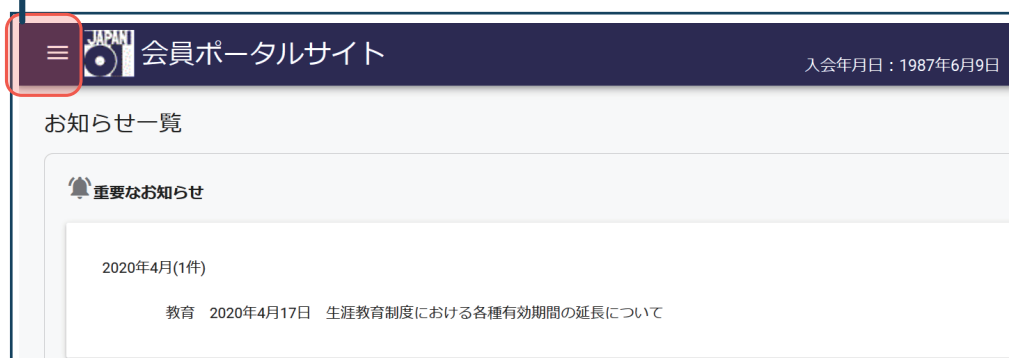 JAPAN
会員ポータルサイト
入会年月日：1987年6月9日
お知らせ一覧
重要なお知らせ
2020年4月(1件)
教育　2020年4月17日　生涯教育制度における各種有効期間の延長について